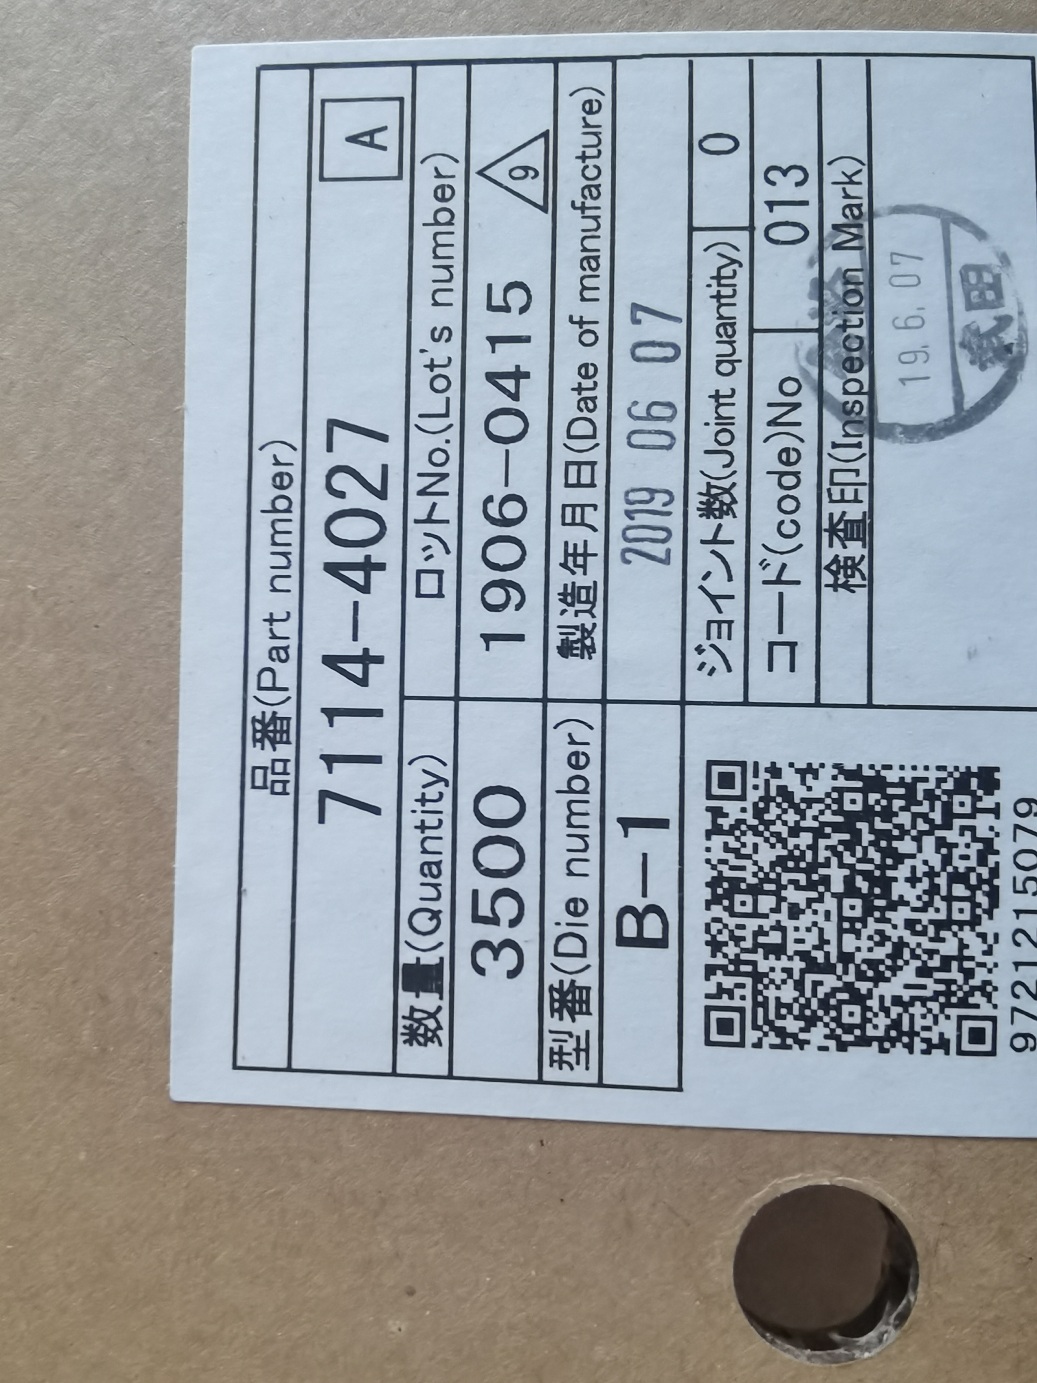 品番(Part number)
7114-4027
A
数量(Quantity)
ロットNo.(Lot's number)
3500
1906-0415
9
型番(Die number)
製造年月日(Date of manufacture)
B-1
2019 06 07
ジョイント数(Joint quantity)
0
コード(code)No
013
検査印(Inspection Mark)
19.6.07
9721215079